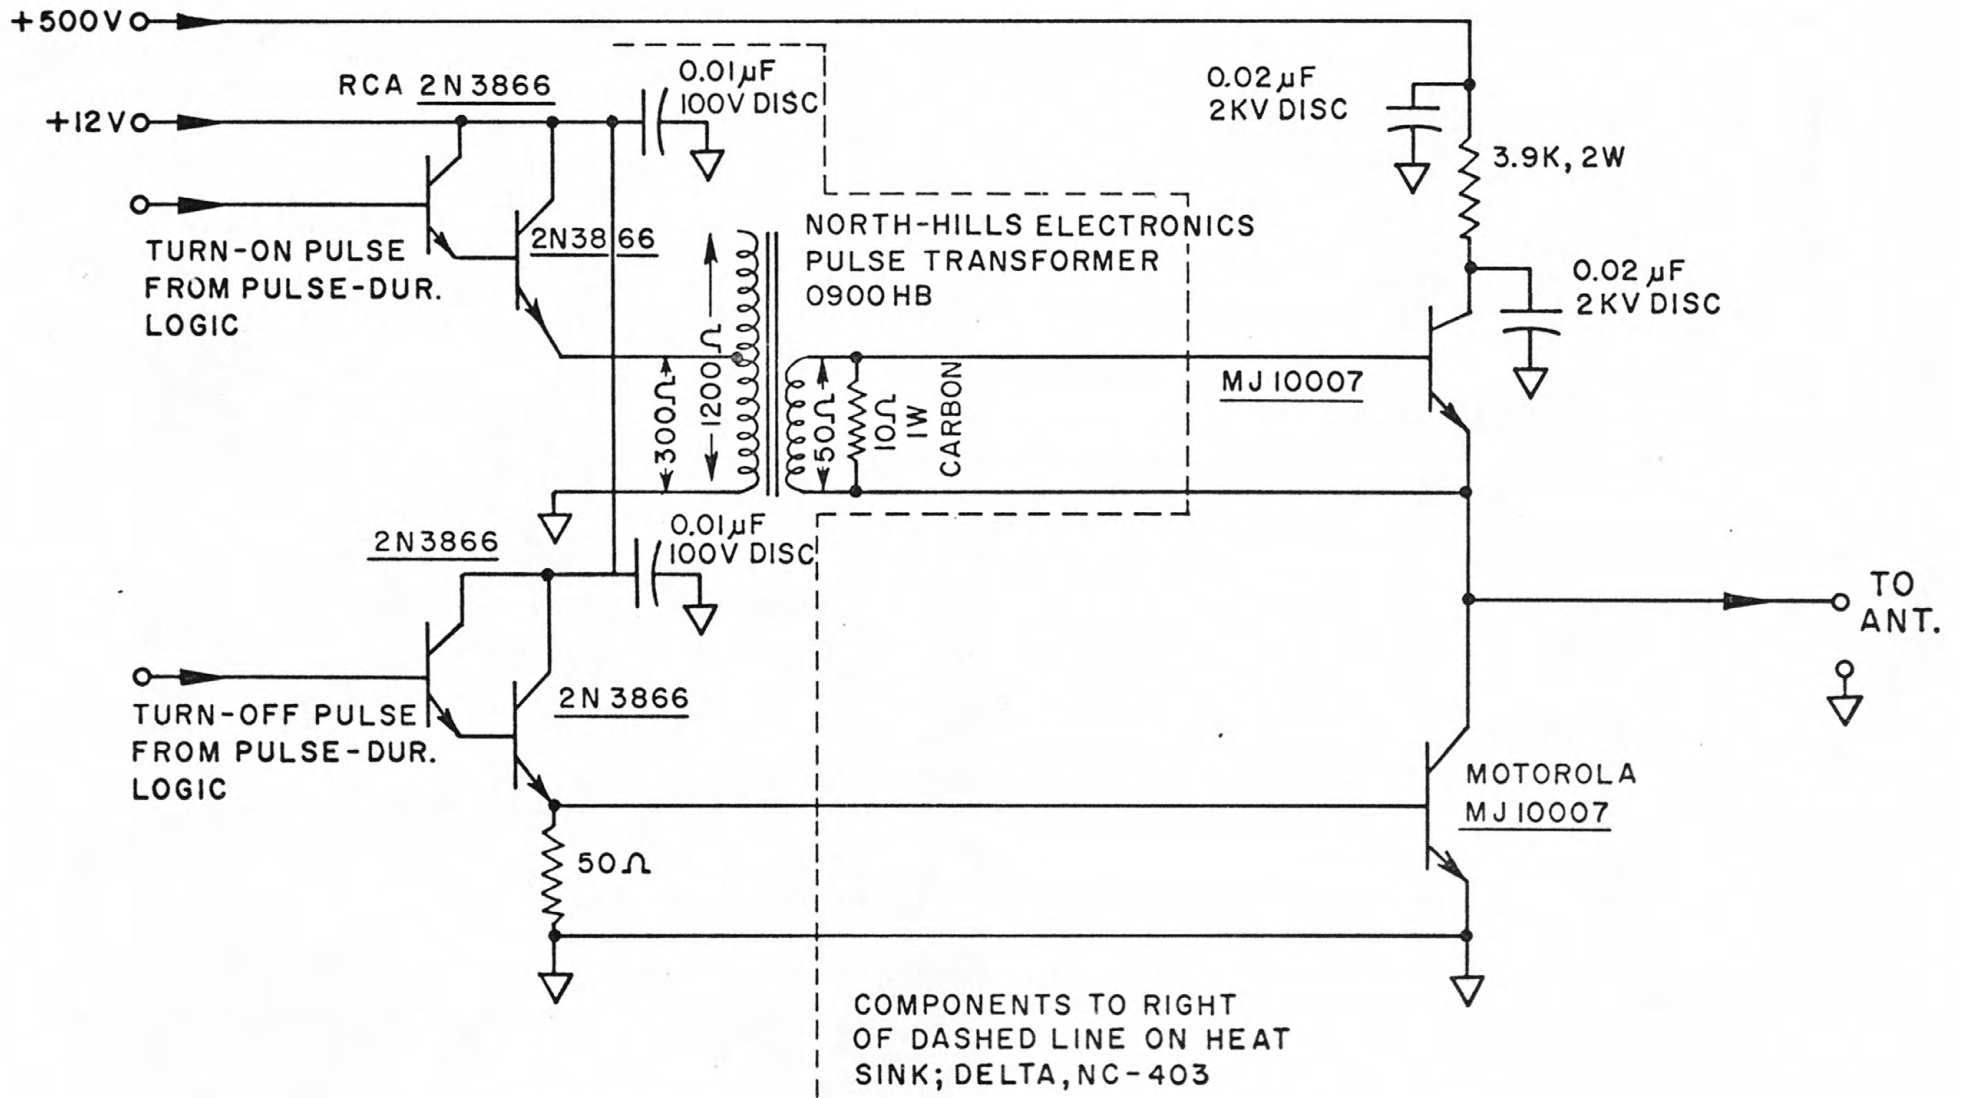 +500V
RCA 2N3866
0.01µF
100V DISC
0.02µF
2KV DISC
+12V
3.9K, 2W
TURN-ON PULSE
FROM PULSE-DUR.
LOGIC
2N3866
NORTH-HILLS ELECTRONICS
PULSE TRANSFORMER
0900HB
0.02µF
2KV DISC
300Ω
1200Ω
50Ω
10Ω
1W
CARBON
MJ10007
2N3866
0.01µF
100V DISC
TO
ANT.
TURN-OFF PULSE
FROM PULSE-DUR.
LOGIC
2N3866
MOTOROLA
MJ10007
50Ω
COMPONENTS TO RIGHT
OF DASHED LINE ON HEAT
SINK; DELTA, NC-403